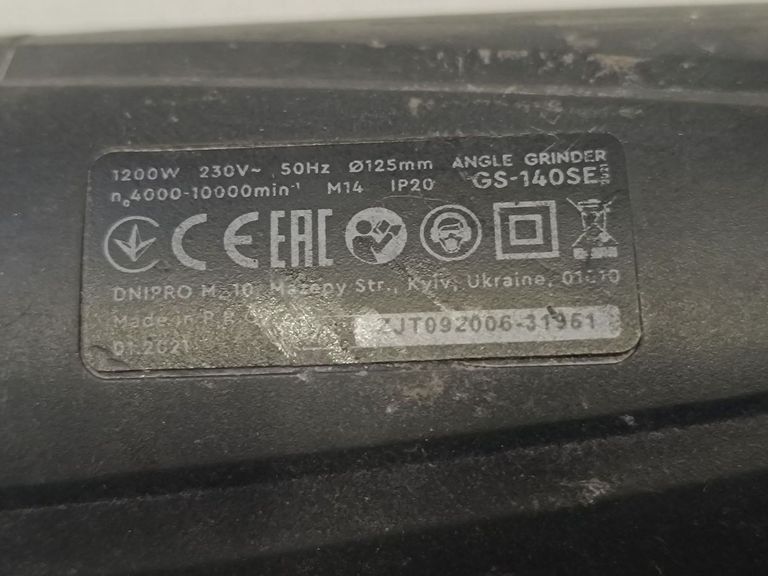 1200W 230V~ 50Hz Ø125mm ANGLE GRINDER
n₀4000-10000min⁻¹ M14 IP20 GS-140SE
CE EAC
DNIPRO M, 10, Mazepy Str., Kyiv, Ukraine, 01010
Made in P.R.
01.2021
ZJT092006-31961